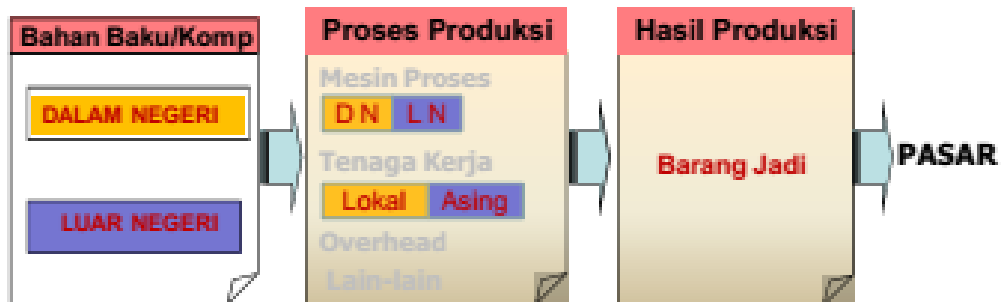 Bahan Baku/Komp
DALAM NEGERI
LUAR NEGERI
Proses Produksi
Mesin Proses
D N L N
Tenaga Kerja
Lokal Asing
Overhead
Lain-lain
Hasil Produksi
Barang Jadi
PASAR